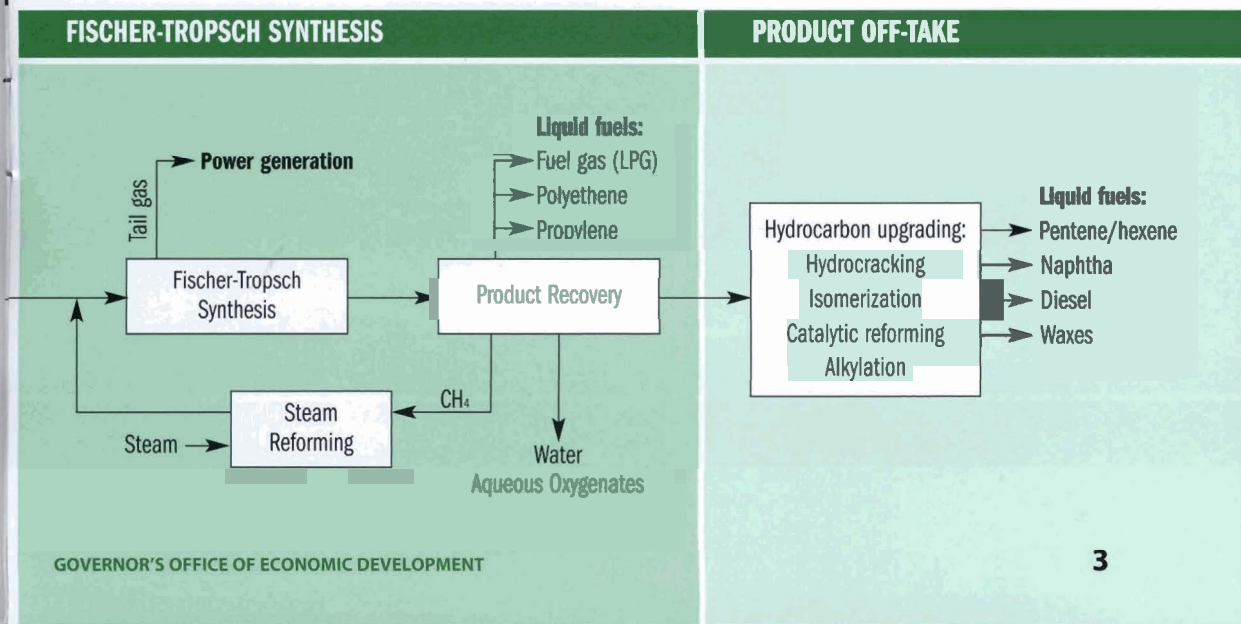 FISCHER-TROPSCH SYNTHESIS
PRODUCT OFF-TAKE
Liquid fuels:
Power generation
Fuel gas (LPG)
Tail gas
Polyethene
Propylene
Liquid fuels:
Hydrocarbon upgrading:
Pentene/hexene
Fischer-Tropsch
Synthesis
Product Recovery
Hydrocracking
Naphtha
Isomerization
Diesel
Catalytic reforming
Waxes
Alkylation
CH₄
Steam
Reforming
Steam
Water
Aqueous Oxygenates
GOVERNOR'S OFFICE OF ECONOMIC DEVELOPMENT
3